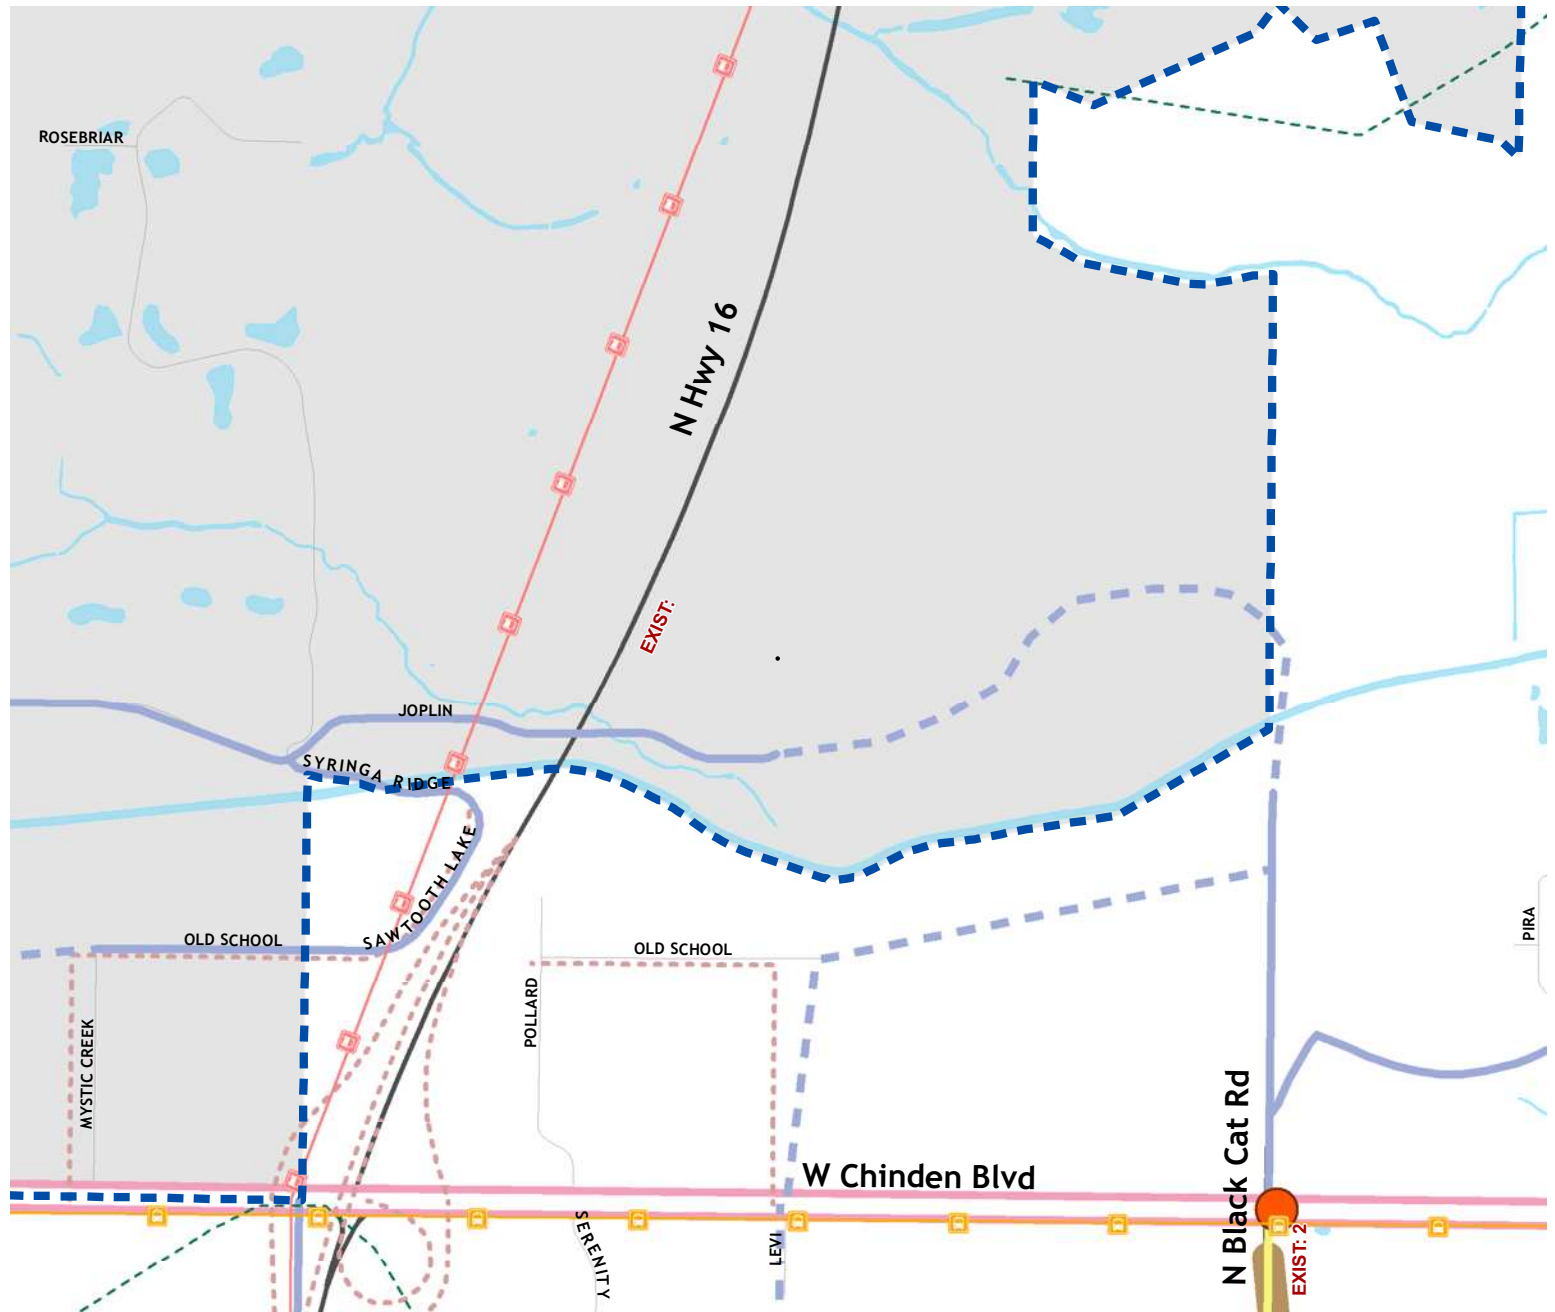 ROSEBRIAR
N Hwy 16
EXIST:
JOPLIN
SYRINGA RIDGE
SAWTOOTH LAKE
OLD SCHOOL
OLD SCHOOL
PIRA
POLLARD
MYSTIC CREEK
W Chinden Blvd
N Black Cat Rd
SERENITY
LEVI
EXIST: 2